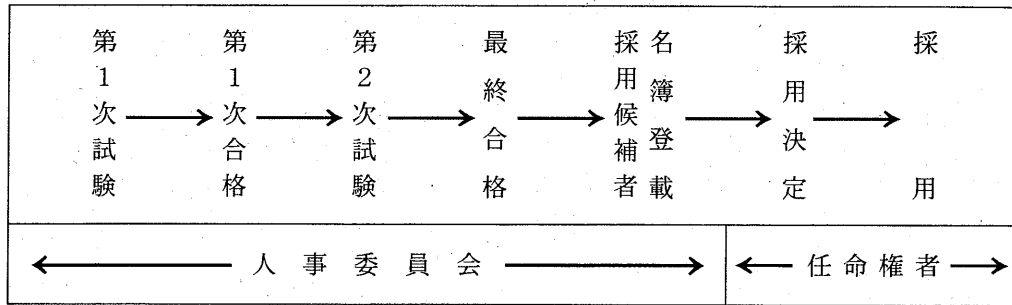 第1次試験
第1次合格
第2次試験
最終合格
採用候補者
名簿登載
採用決定
採用
人事委員会
任命権者